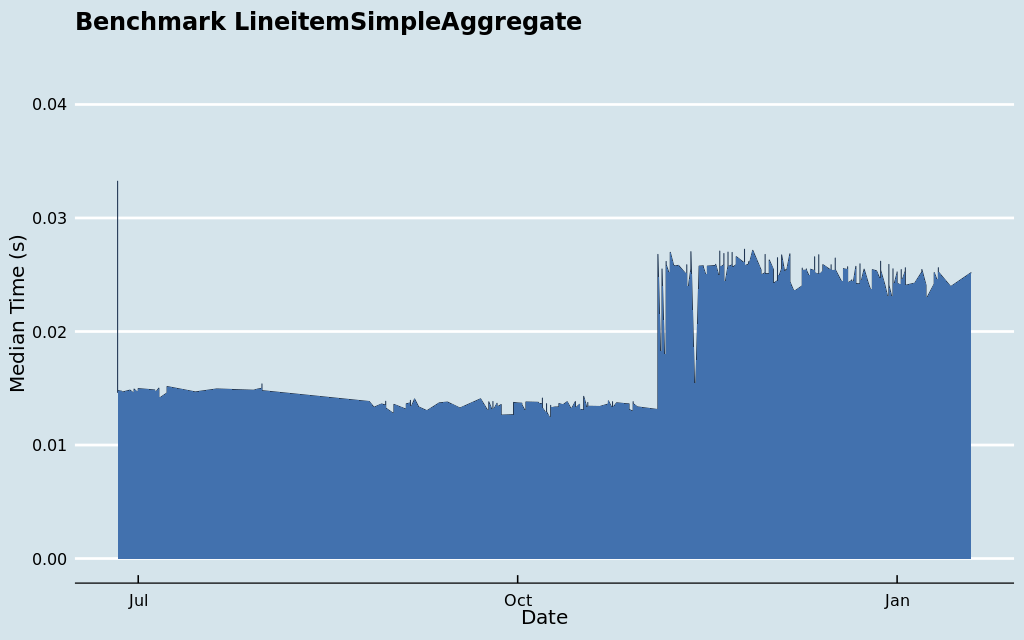 Benchmark LineitemSimpleAggregate
0.04
0.03
0.02
0.01
0.00
Median Time (s)
Jul
Oct
Jan
Date